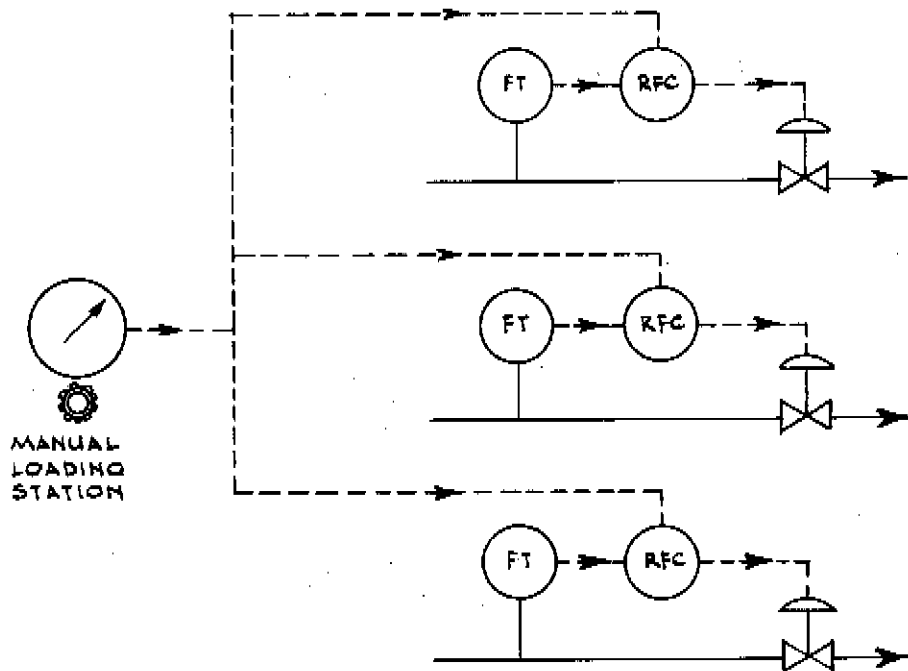 FT
RFC
FT
RFC
MANUAL
LOADING
STATION
FT
RFC